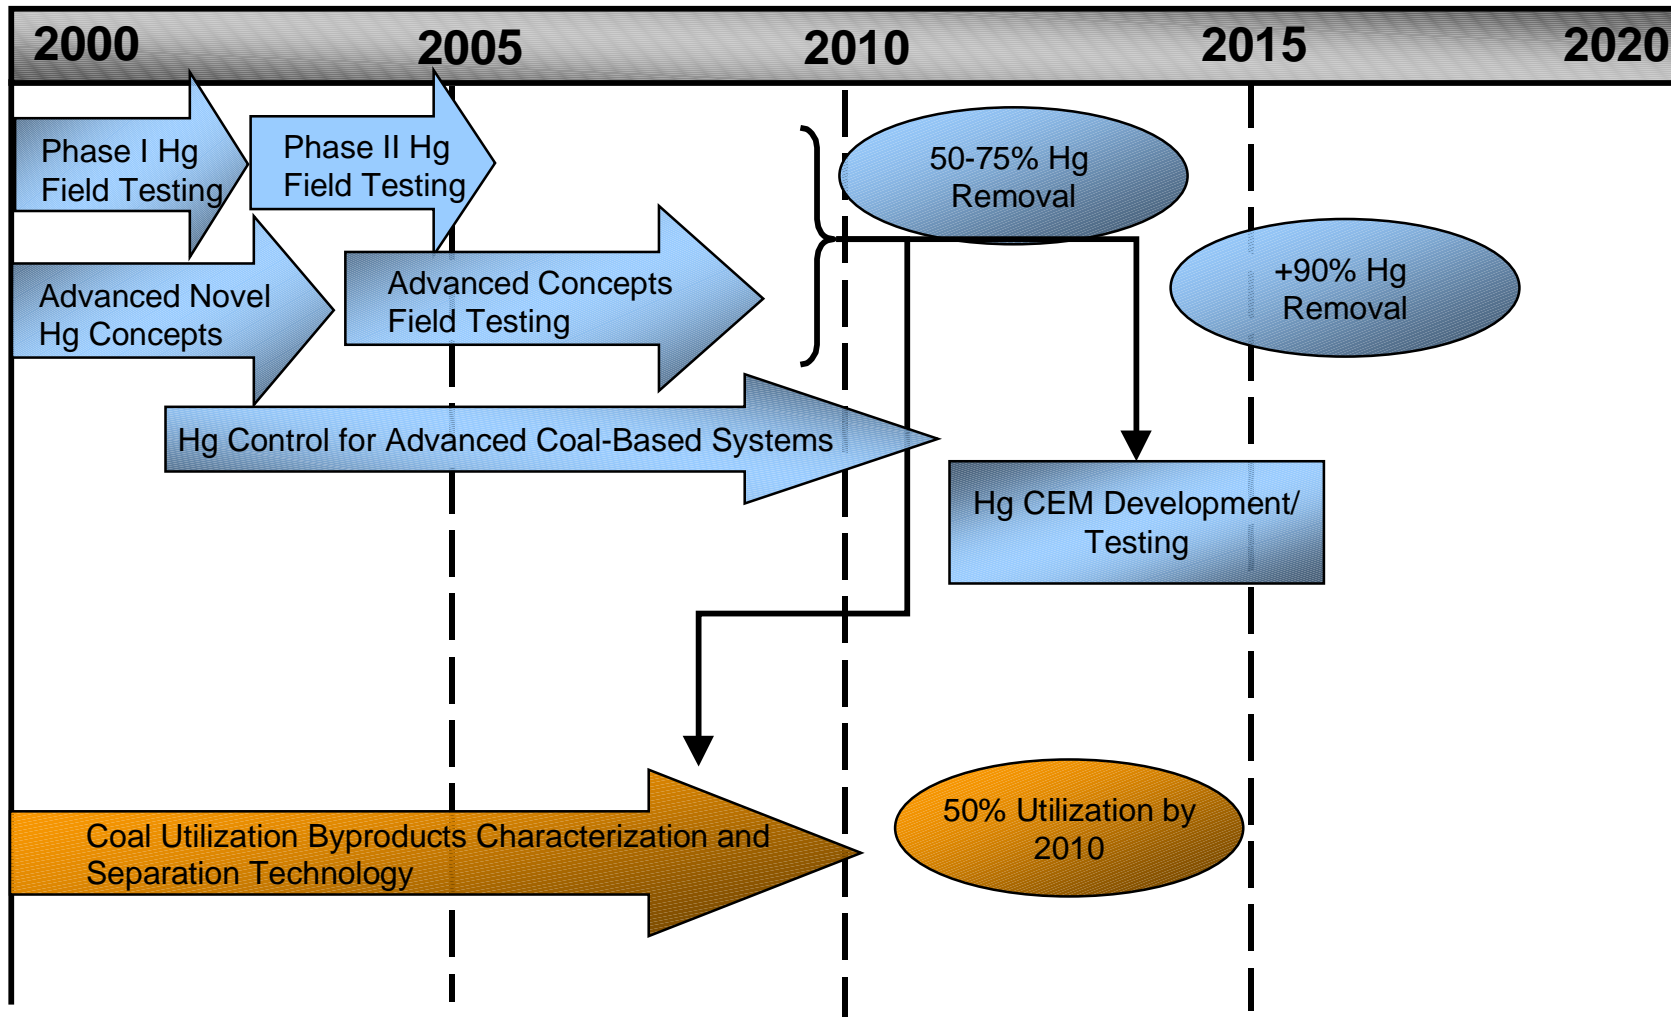 2000 2005 2010 2015 2020
Phase I Hg
Field Testing
Phase II Hg
Field Testing
50-75% Hg
Removal
Advanced Novel
Hg Concepts
Advanced Concepts
Field Testing
+90% Hg
Removal
Hg Control for Advanced Coal-Based Systems
Hg CEM Development/
Testing
Coal Utilization Byproducts Characterization and
Separation Technology
50% Utilization by
2010